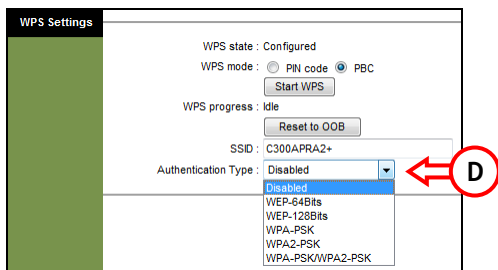 WPS Settings
WPS state : Configured
WPS mode : PIN code PBC
Start WPS
WPS progress : Idle
Reset to OOB
SSID : C300APRA2+
Authentication Type : Disabled
D
Disabled
WEP-64Bits
WEP-128Bits
WPA-PSK
WPA2-PSK
WPA-PSK/WPA2-PSK